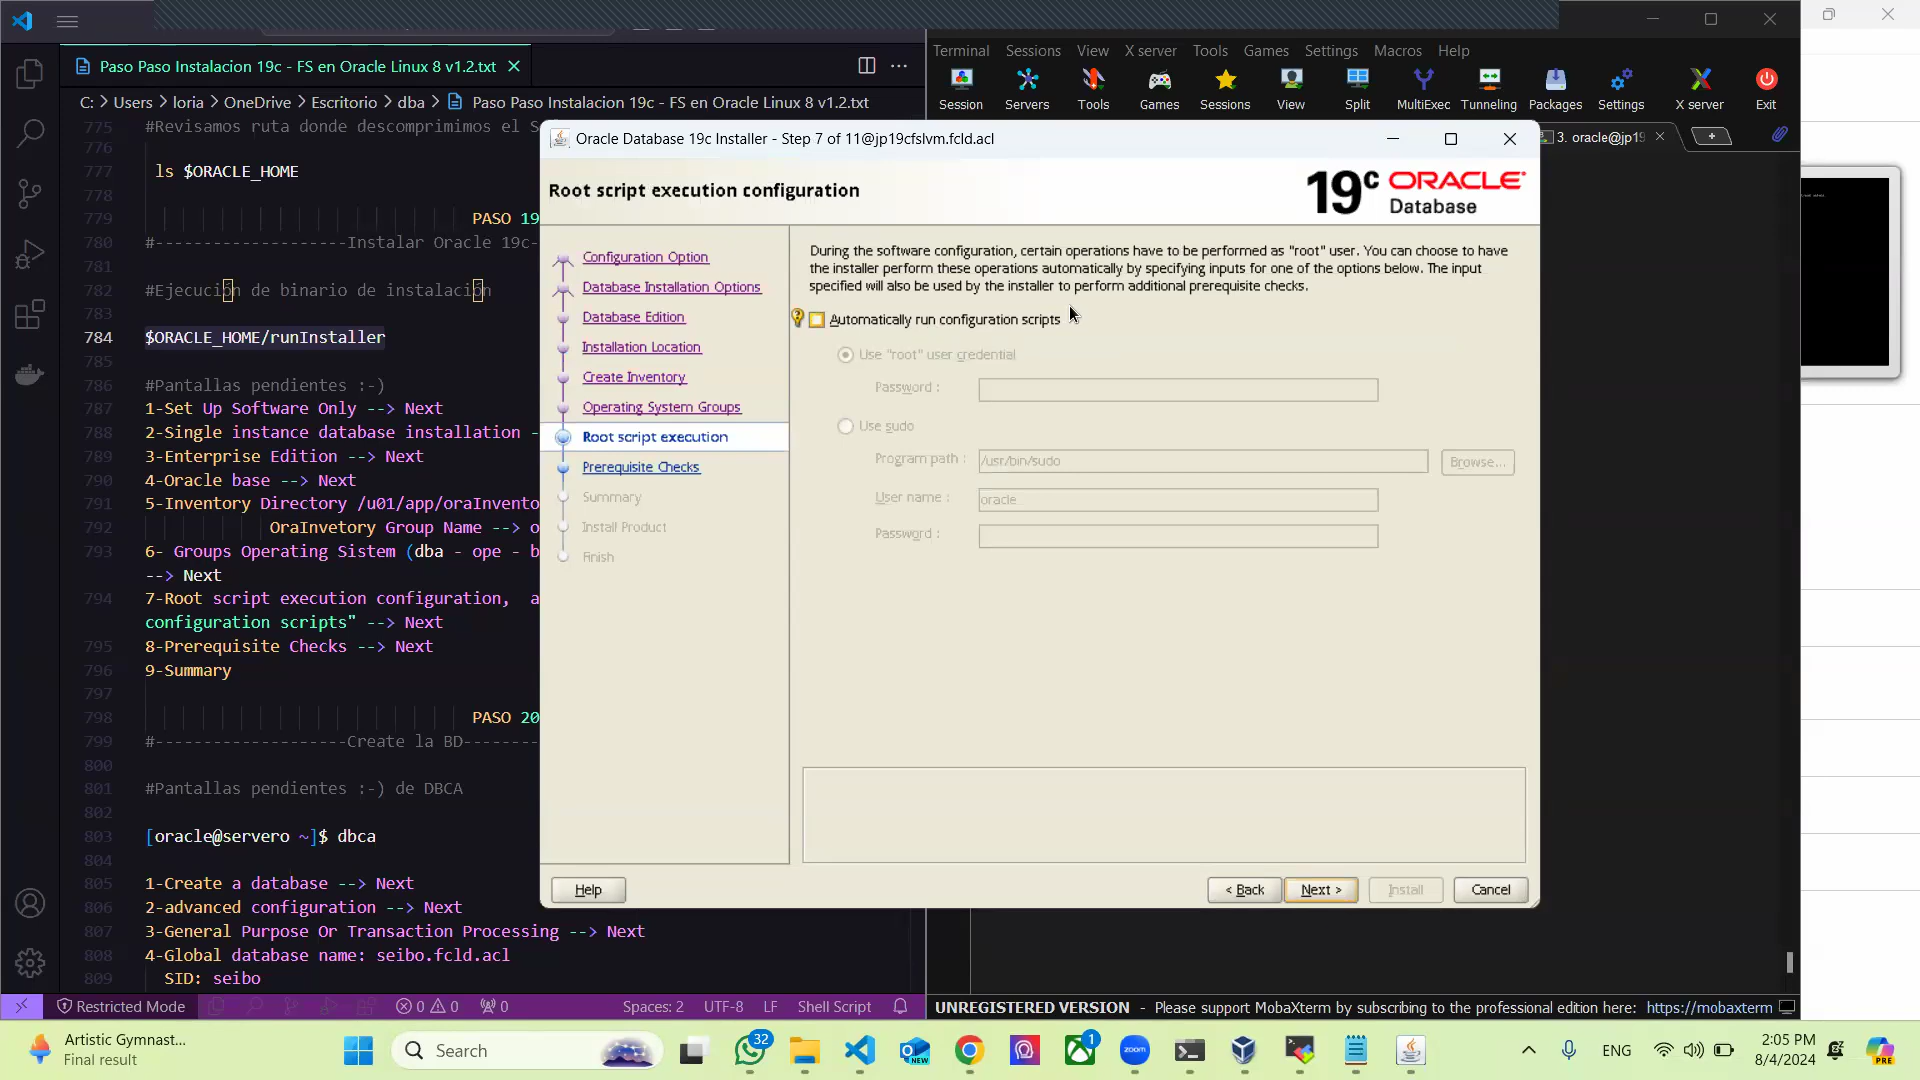 Paso Paso Instalacion 19c - FS en Oracle Linux 8 v1.2.txt
C: > Users > loria > OneDrive > Escritorio > dba > Paso Paso Instalacion 19c - FS en Oracle Linux 8 v1.2.txt
775 #Revisamos ruta donde descomprimimos el S
776
777 ls $ORACLE_HOME
778
779 PASO 19
780 #--------------------Instalar Oracle 19c-
781
782 #Ejecución de binario de instalación
783
784 $ORACLE_HOME/runInstaller
785
786 #Pantallas pendientes :-)
787 1-Set Up Software Only --> Next
788 2-Single instance database installation -
789 3-Enterprise Edition --> Next
790 4-Oracle base --> Next
791 5-Inventory Directory /u01/app/oraInvento
792 OraInvetory Group Name --> o
793 6- Groups Operating Sistem (dba - ope - b
--> Next
794 7-Root script execution configuration, a
configuration scripts" --> Next
795 8-Prerequisite Checks --> Next
796 9-Summary
797
798 PASO 20
799 #--------------------Create la BD--------
800
801 #Pantallas pendientes :-) de DBCA
802
803 [oracle@servero ~]$ dbca
804
805 1-Create a database --> Next
806 2-advanced configuration --> Next
807 3-General Purpose Or Transaction Processing --> Next
808 4-Global database name: seibo.fcld.acl
809 SID: seibo
Restricted Mode
0 0
0
Spaces: 2
UTF-8
LF
Shell Script
Terminal Sessions View X server Tools Games Settings Macros Help
Session Servers Tools Games Sessions View Split MultiExec Tunneling Packages Settings X server Exit
3. oracle@jp19
Oracle Database 19c Installer - Step 7 of 11@jp19cfslvm.fcld.acl
Root script execution configuration
19c ORACLE
Database
Configuration Option
Database Installation Options
Database Edition
Installation Location
Create Inventory
Operating System Groups
Root script execution
Prerequisite Checks
Summary
Install Product
Finish
During the software configuration, certain operations have to be performed as "root" user. You can choose to have
the installer perform these operations automatically by specifying inputs for one of the options below. The input
specified will also be used by the installer to perform additional prerequisite checks.
Automatically run configuration scripts
Use "root" user credential
Password :
Use sudo
Program path : /usr/bin/sudo Browse...
User name : oracle
Password :
Help
< Back
Next >
Install
Cancel
UNREGISTERED VERSION - Please support MobaXterm by subscribing to the professional edition here: https://mobaxterm
Artistic Gymnast...
Final result
Search
32
NEW
1
zoom
ENG
2:05 PM
8/4/2024
PRE